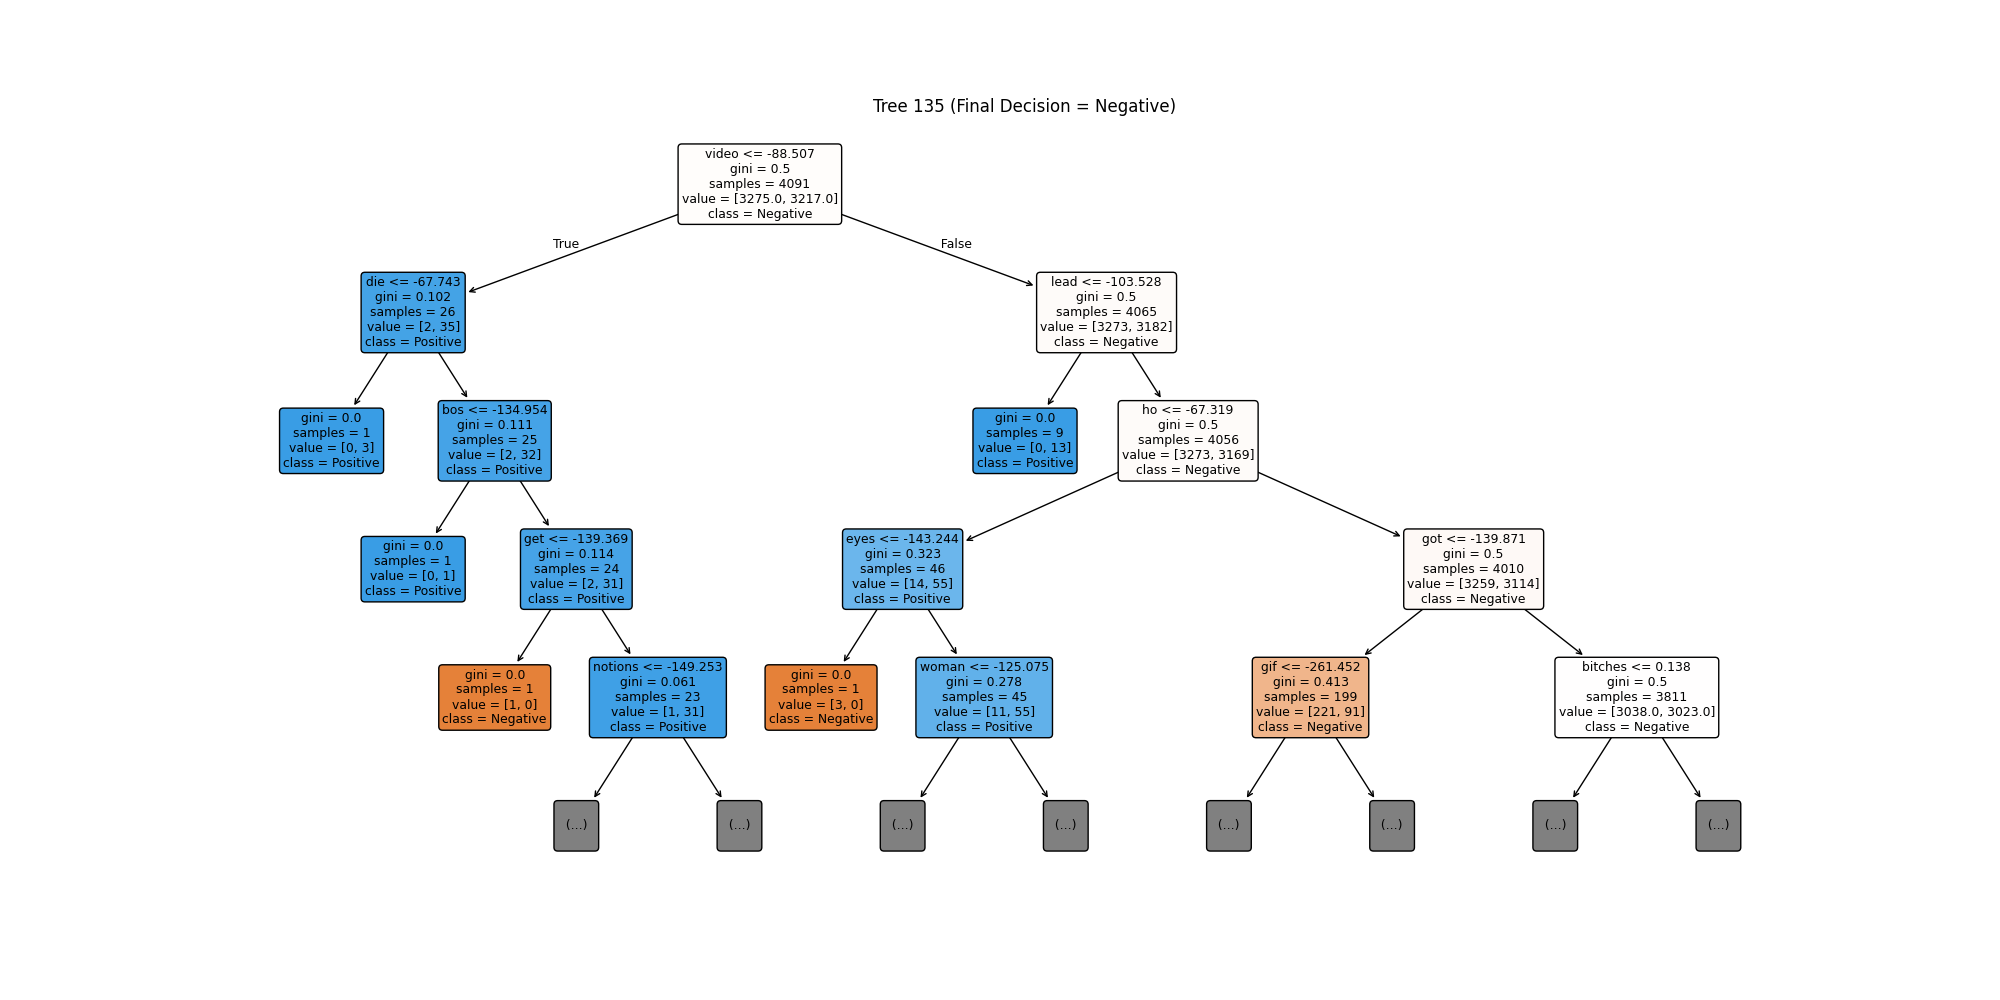 Tree 135 (Final Decision = Negative)
video <= -88.507
gini = 0.5
samples = 4091
value = [3275.0, 3217.0]
class = Negative
True
False
die <= -67.743
gini = 0.102
samples = 26
value = [2, 35]
class = Positive
lead <= -103.528
gini = 0.5
samples = 4065
value = [3273, 3182]
class = Negative
gini = 0.0
samples = 1
value = [0, 3]
class = Positive
bos <= -134.954
gini = 0.111
samples = 25
value = [2, 32]
class = Positive
gini = 0.0
samples = 9
value = [0, 13]
class = Positive
ho <= -67.319
gini = 0.5
samples = 4056
value = [3273, 3169]
class = Negative
gini = 0.0
samples = 1
value = [0, 1]
class = Positive
get <= -139.369
gini = 0.114
samples = 24
value = [2, 31]
class = Positive
eyes <= -143.244
gini = 0.323
samples = 46
value = [14, 55]
class = Positive
got <= -139.871
gini = 0.5
samples = 4010
value = [3259, 3114]
class = Negative
gini = 0.0
samples = 1
value = [1, 0]
class = Negative
notions <= -149.253
gini = 0.061
samples = 23
value = [1, 31]
class = Positive
gini = 0.0
samples = 1
value = [3, 0]
class = Negative
woman <= -125.075
gini = 0.278
samples = 45
value = [11, 55]
class = Positive
gif <= -261.452
gini = 0.413
samples = 199
value = [221, 91]
class = Negative
bitches <= 0.138
gini = 0.5
samples = 3811
value = [3038.0, 3023.0]
class = Negative
(...)
(...)
(...)
(...)
(...)
(...)
(...)
(...)